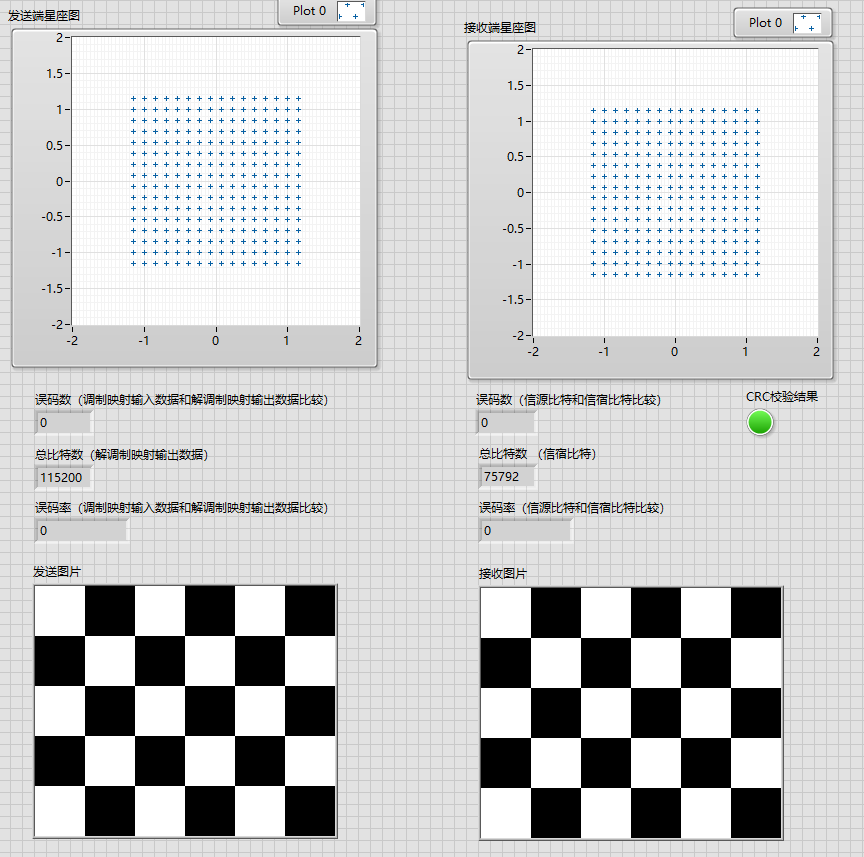 发送端星座图
Plot 0
2
1.5
1
0.5
0
-0.5
-1
-1.5
-2
-2 -1 0 1 2
接收端星座图
Plot 0
2
1.5
1
0.5
0
-0.5
-1
-1.5
-2
-2 -1 0 1 2
误码数（调制映射输入数据和解调制映射输出数据比较）
0
总比特数（解调制映射输出数据）
115200
误码率（调制映射输入数据和解调制映射输出数据比较）
0
误码数（信源比特和信宿比特比较）
0
CRC校验结果
总比特数 （信宿比特）
75792
误码率（信源比特和信宿比特比较）
0
发送图片
接收图片